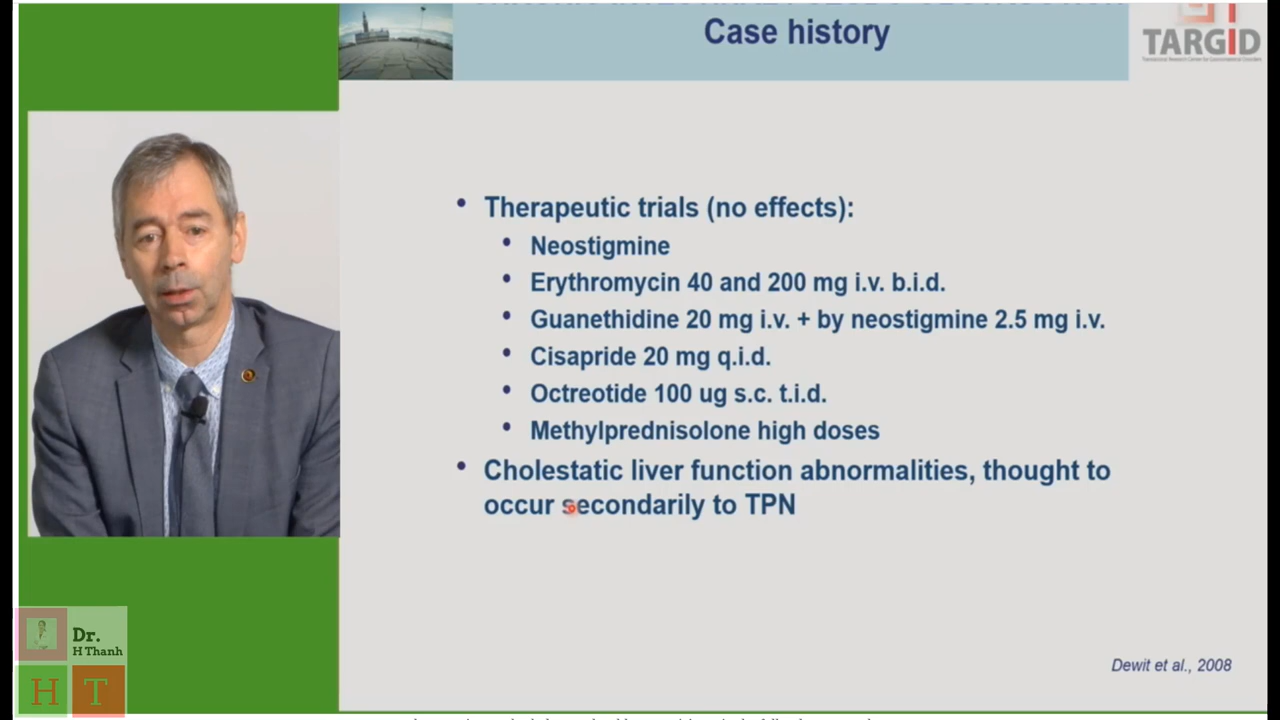 Case history
TARGID
• Therapeutic trials (no effects):
• Neostigmine
• Erythromycin 40 and 200 mg i.v. b.i.d.
• Guanethidine 20 mg i.v. + by neostigmine 2.5 mg i.v.
• Cisapride 20 mg q.i.d.
• Octreotide 100 ug s.c. t.i.d.
• Methylprednisolone high doses
• Cholestatic liver function abnormalities, thought to
occur secondarily to TPN
Dewit et al., 2008
Dr.
H Thanh
H T